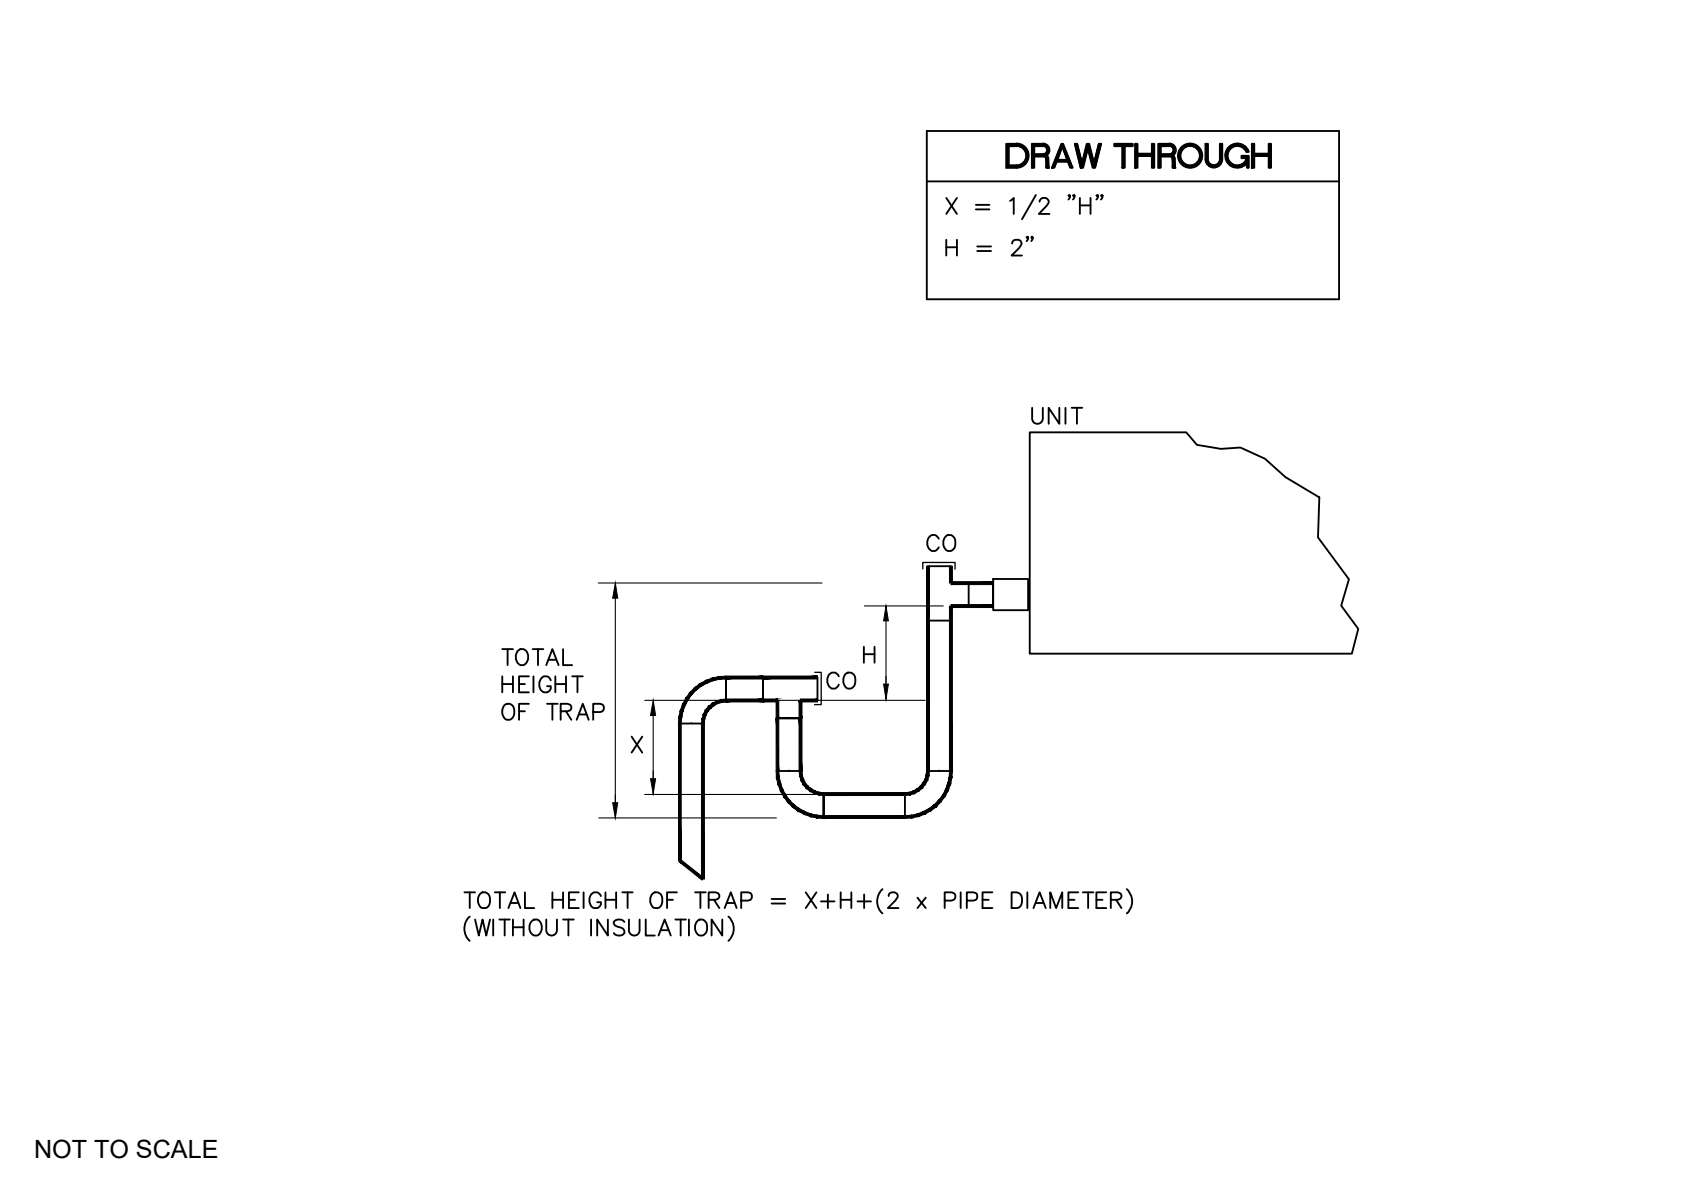 DRAW THROUGH
X = 1/2 "H"
H = 2"
UNIT
CO
H
TOTAL
HEIGHT
OF TRAP
CO
X
TOTAL HEIGHT OF TRAP = X+H+(2 x PIPE DIAMETER)
(WITHOUT INSULATION)
NOT TO SCALE